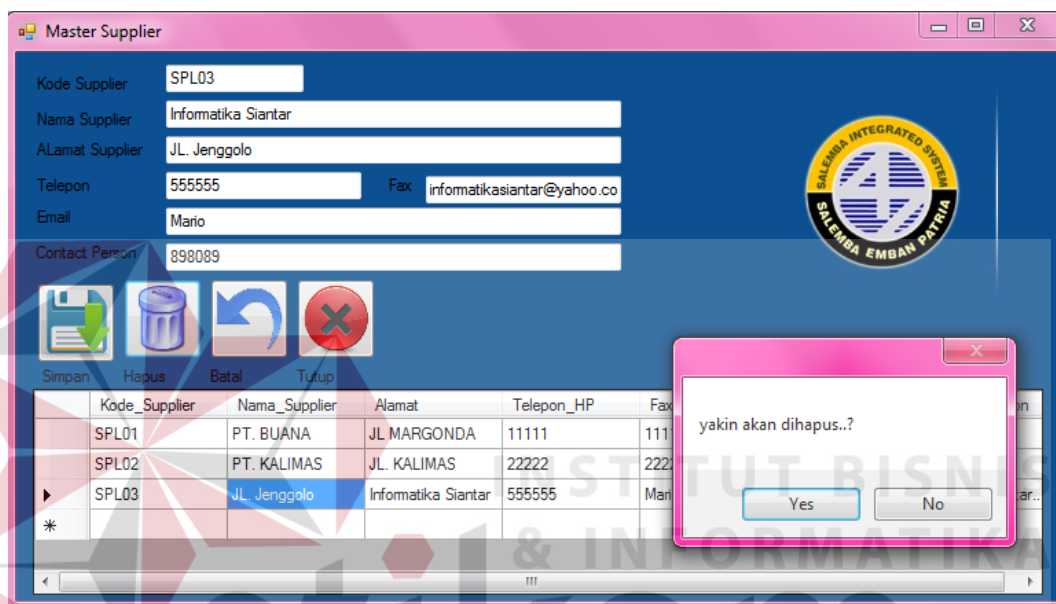 Master Supplier
Kode Supplier SPL03
Nama Supplier Informatika Siantar
ALamat Supplier JL. Jenggolo
Telepon 555555 Fax informatikasiantar@yahoo.co
Email Mario
Contact Person 898089
SALEMBA INTEGRATED SYSTEM
SALEMBA EMBAN PATRIA
Simpan Hapus Batal Tutup
Kode_Supplier Nama_Supplier Alamat Telepon_HP Fax
SPL01 PT. BUANA JL MARGONDA 11111 111
SPL02 PT. KALIMAS JL. KALIMAS 22222 222
SPL03 JL. Jenggolo Informatika Siantar 555555 Mari
yakin akan dihapus..?
Yes No
INSTITUT BISNIS
& INFORMATIKA